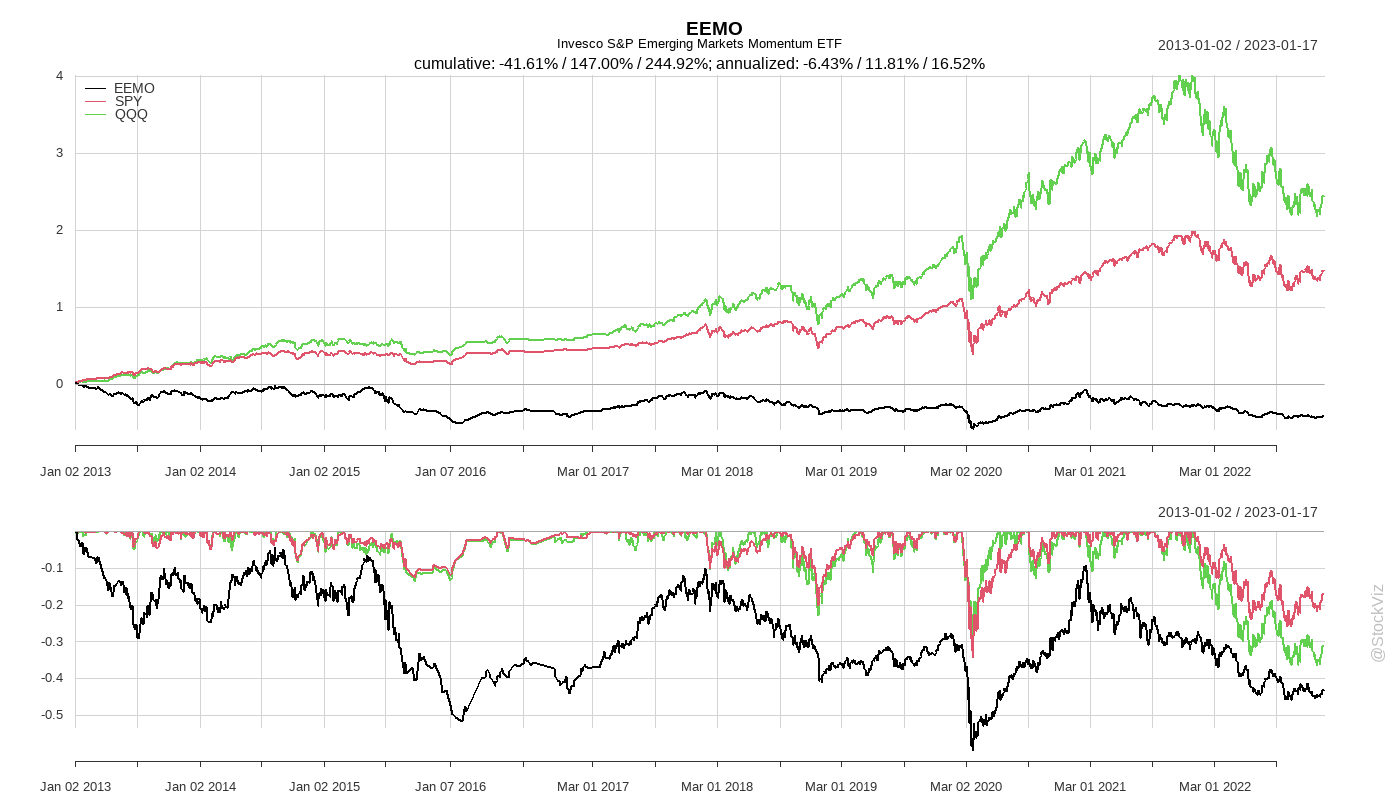 EEMO
Invesco S&P Emerging Markets Momentum ETF
2013-01-02 / 2023-01-17
cumulative: -41.61% / 147.00% / 244.92%; annualized: -6.43% / 11.81% / 16.52%
EEMO
SPY
QQQ
4
3
2
1
0
Jan 02 2013 Jan 02 2014 Jan 02 2015 Jan 07 2016 Mar 01 2017 Mar 01 2018 Mar 01 2019 Mar 02 2020 Mar 01 2021 Mar 01 2022
2013-01-02 / 2023-01-17
-0.1
-0.2
-0.3
-0.4
-0.5
Jan 02 2013 Jan 02 2014 Jan 02 2015 Jan 07 2016 Mar 01 2017 Mar 01 2018 Mar 01 2019 Mar 02 2020 Mar 01 2021 Mar 01 2022
@StockViz